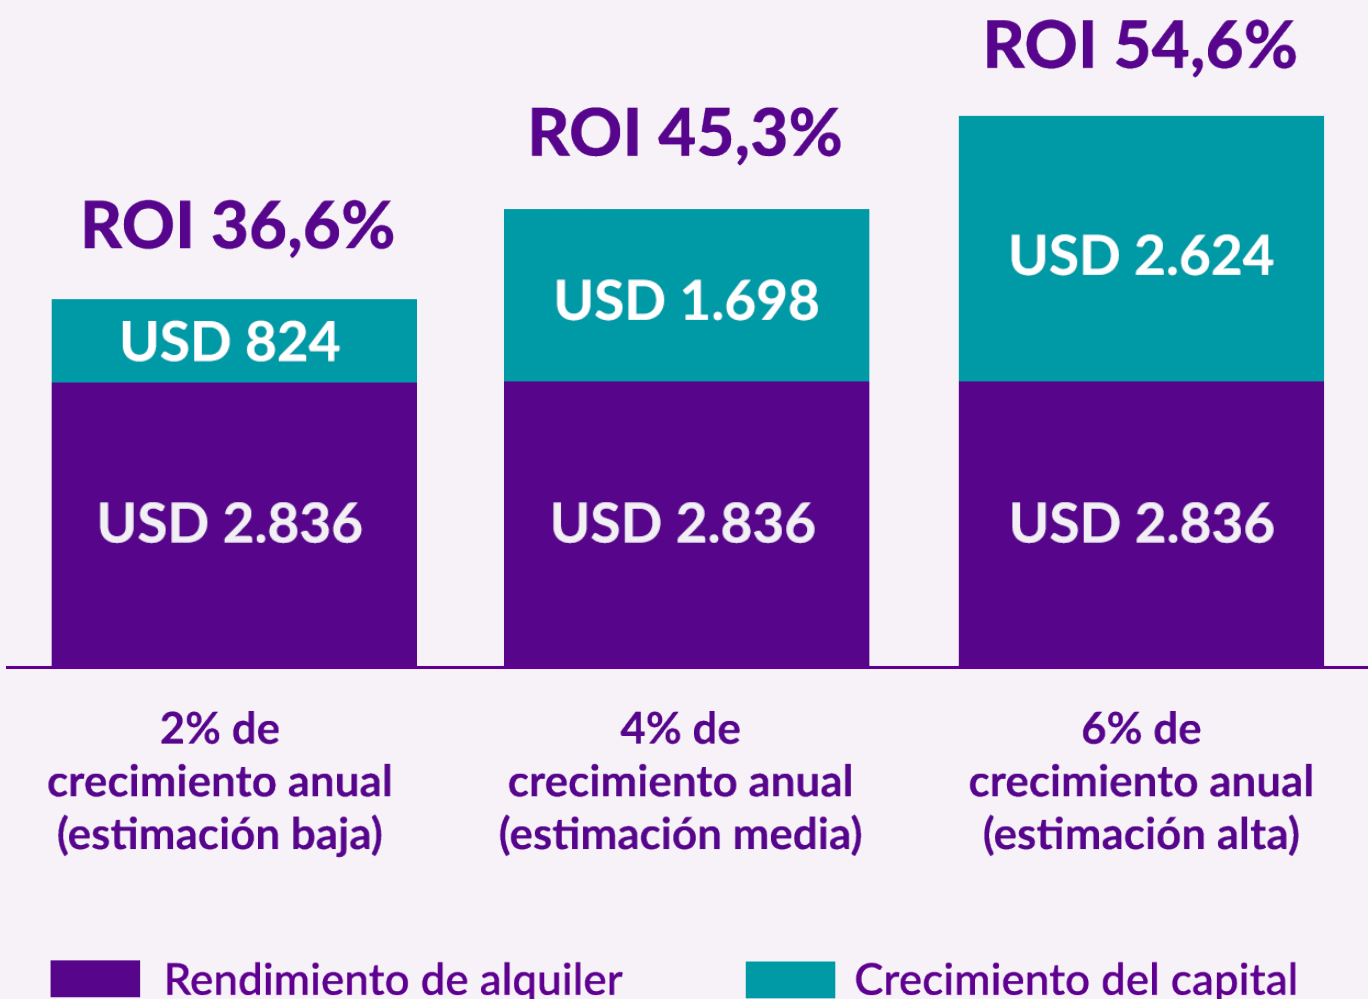 ROI 36,6%
ROI 45,3%
ROI 54,6%
USD 824
USD 1.698
USD 2.624
USD 2.836
USD 2.836
USD 2.836
2% de
crecimiento anual
(estimación baja)
4% de
crecimiento anual
(estimación media)
6% de
crecimiento anual
(estimación alta)
Rendimiento de alquiler
Crecimiento del capital